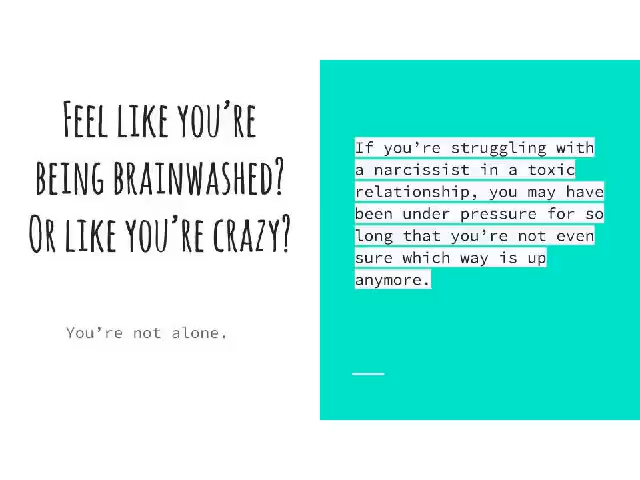 Feel like you're
being brainwashed?
Or like you're crazy?
You're not alone.
If you're struggling with
a narcissist in a toxic
relationship, you may have
been under pressure for so
long that you're not even
sure which way is up
anymore.